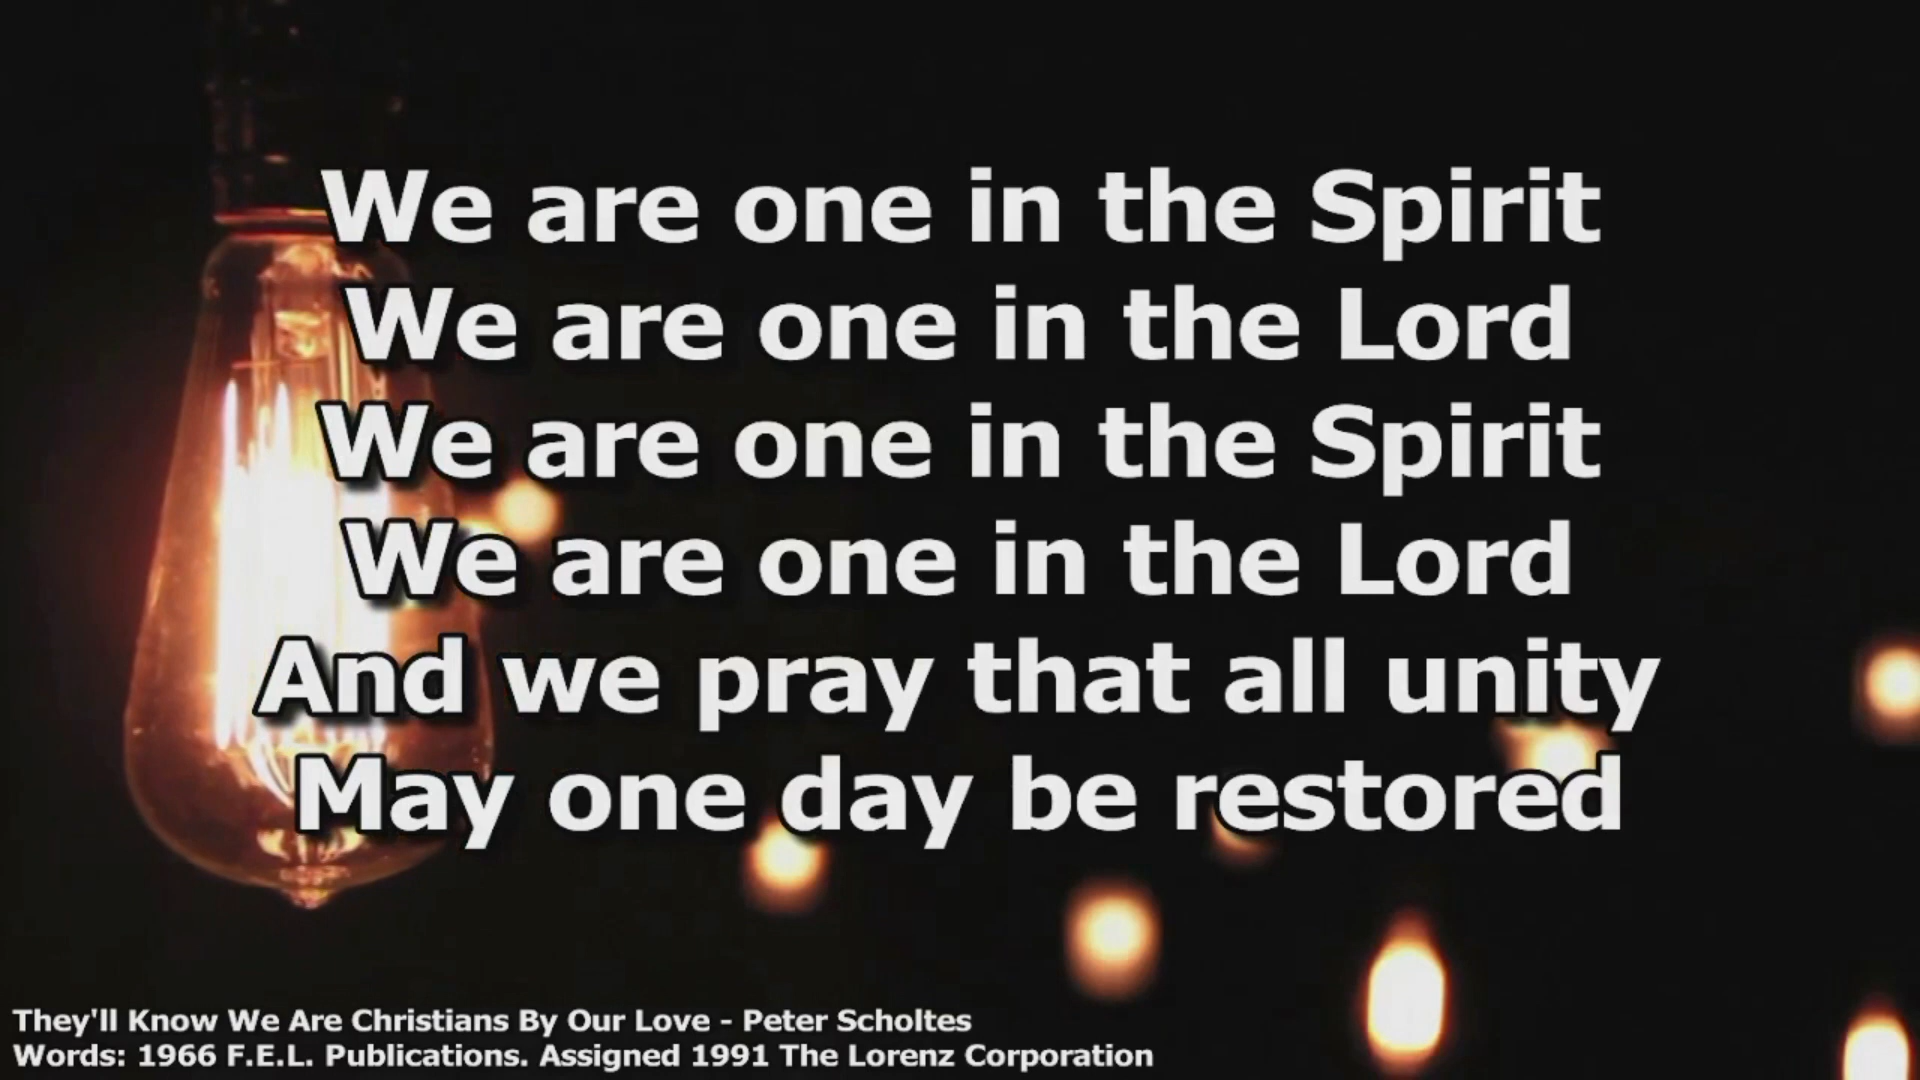 We are one in the Spirit
We are one in the Lord
We are one in the Spirit
We are one in the Lord
And we pray that all unity
May one day be restored
They'll Know We Are Christians By Our Love - Peter Scholtes
Words: 1966 F.E.L. Publications. Assigned 1991 The Lorenz Corporation